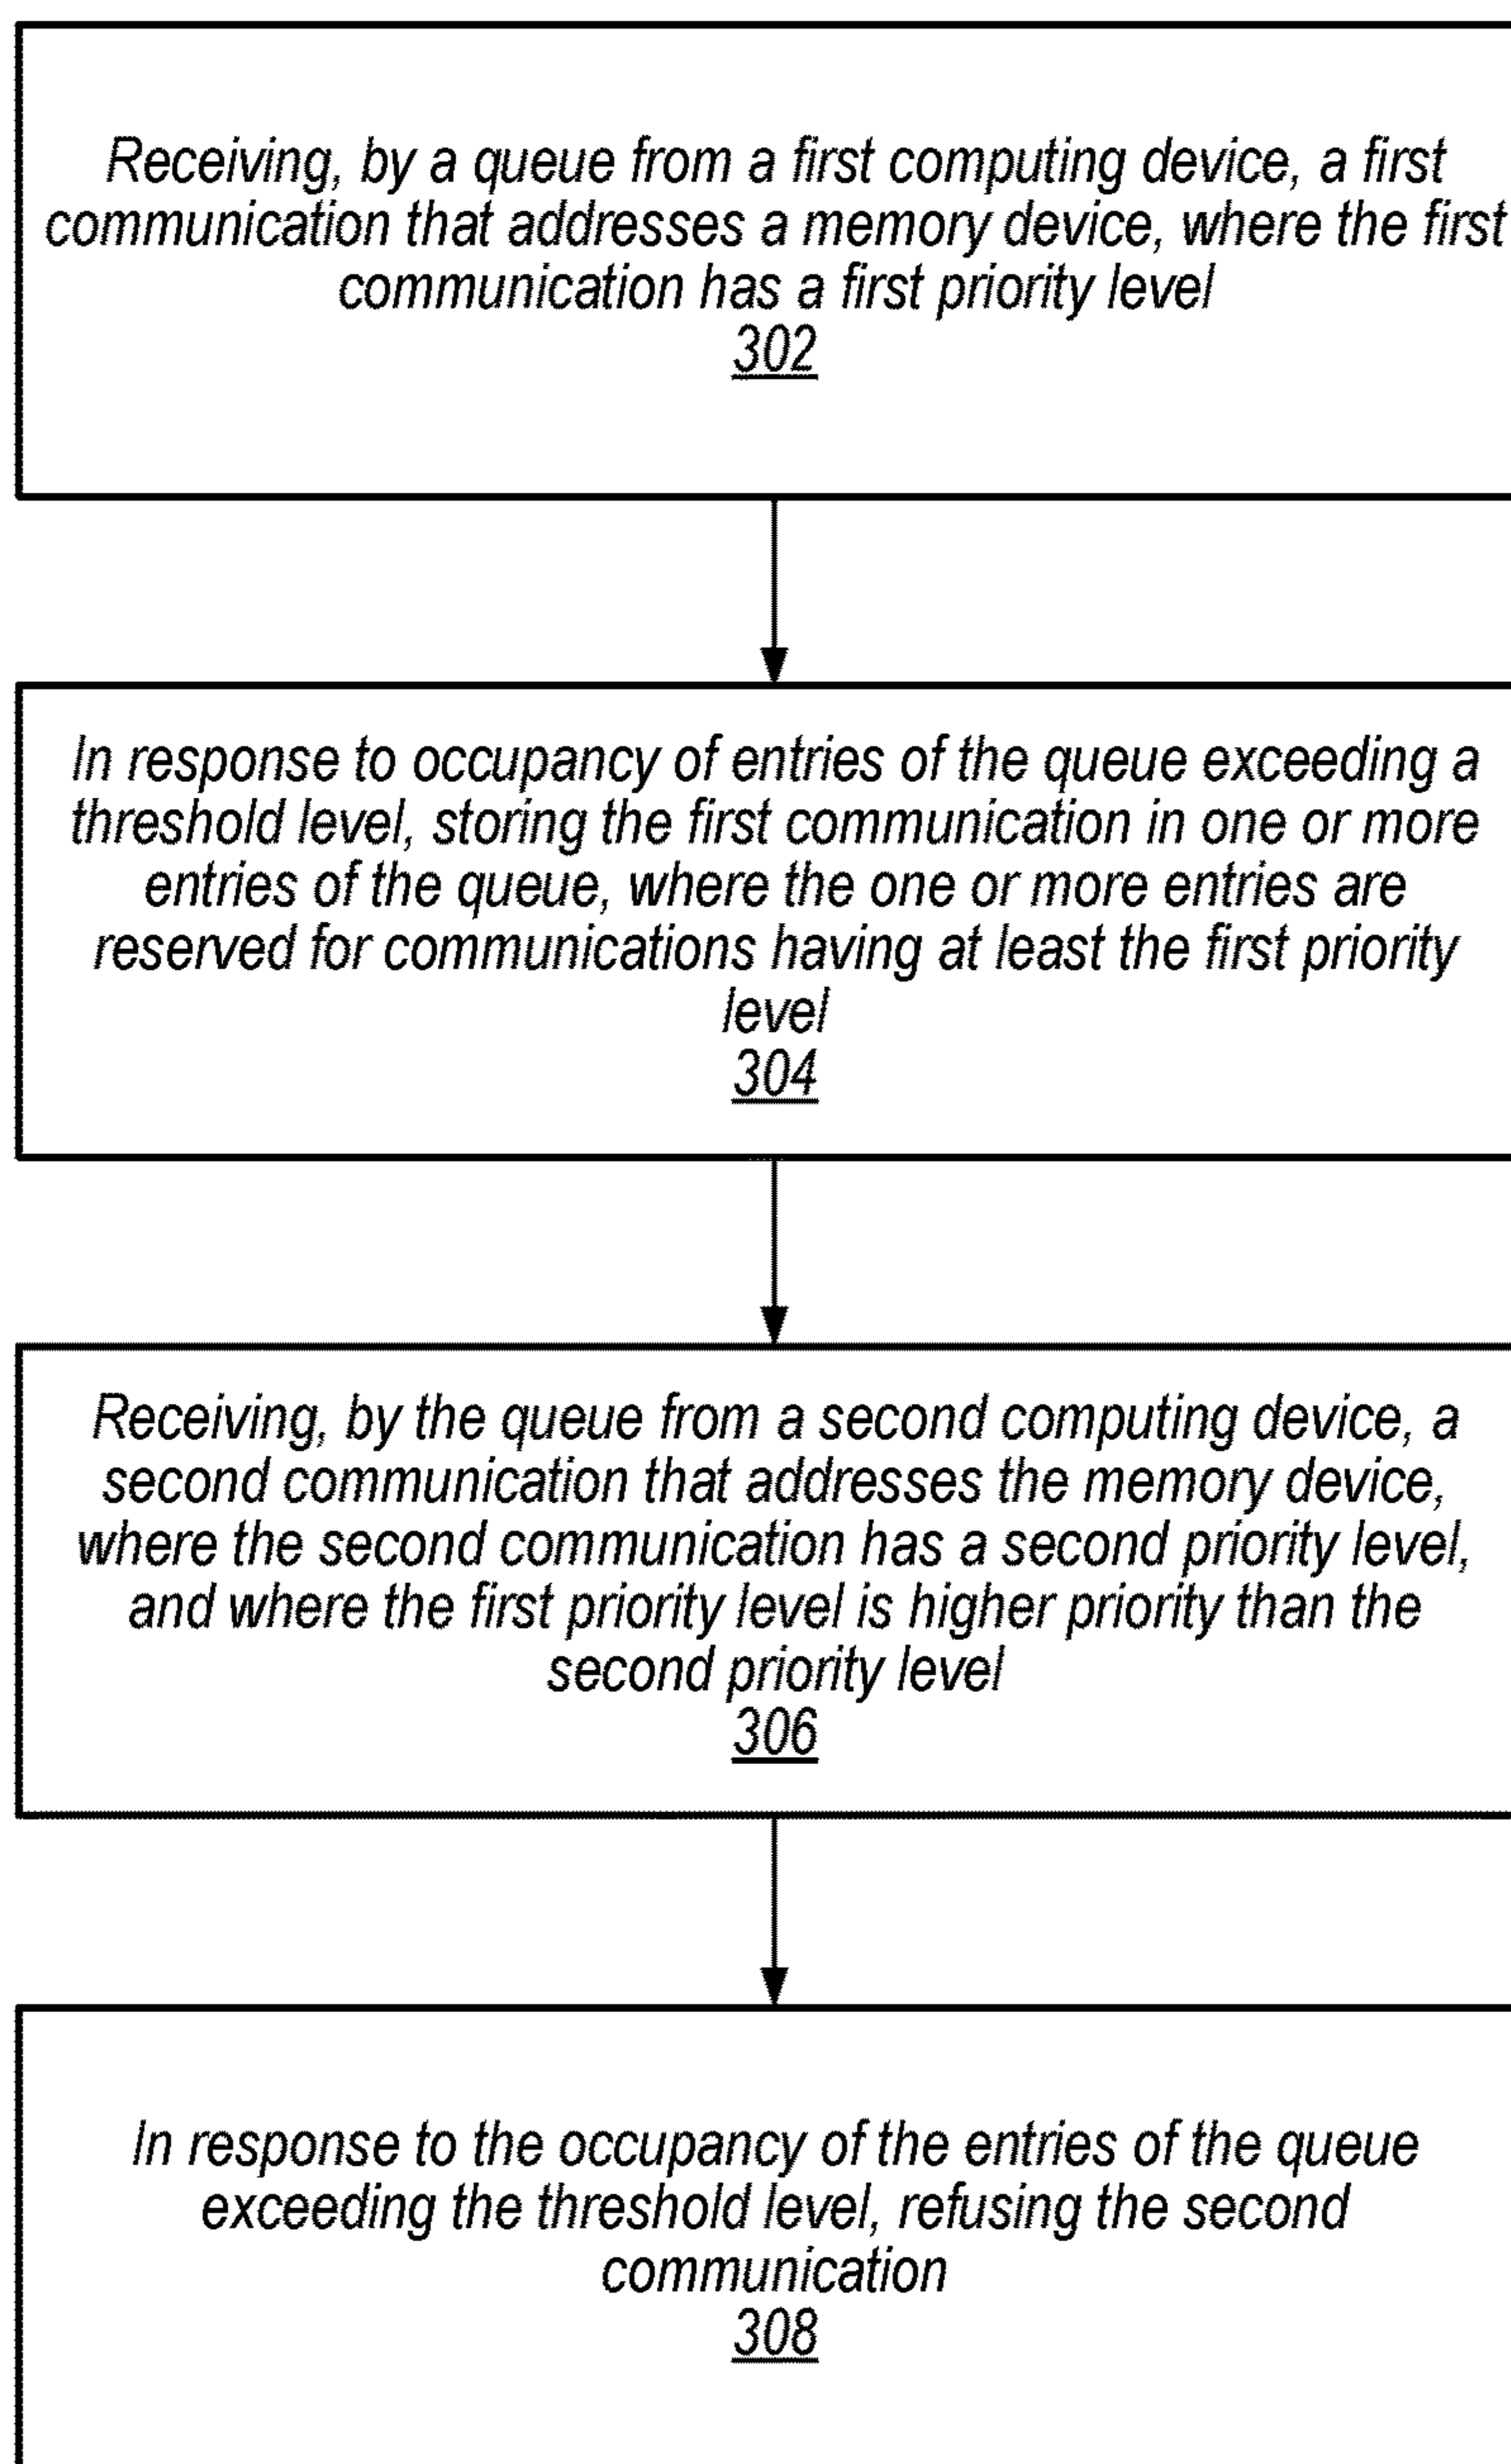 Receiving, by a queue from a first computing device, a first
communication that addresses a memory device, where the first
communication has a first priority level
302
In response to occupancy of entries of the queue exceeding a
threshold level, storing the first communication in one or more
entries of the queue, where the one or more entries are
reserved for communications having at least the first priority
level
304
Receiving, by the queue from a second computing device, a
second communication that addresses the memory device,
where the second communication has a second priority level,
and where the first priority level is higher priority than the
second priority level
306
In response to the occupancy of the entries of the queue
exceeding the threshold level, refusing the second
communication
308